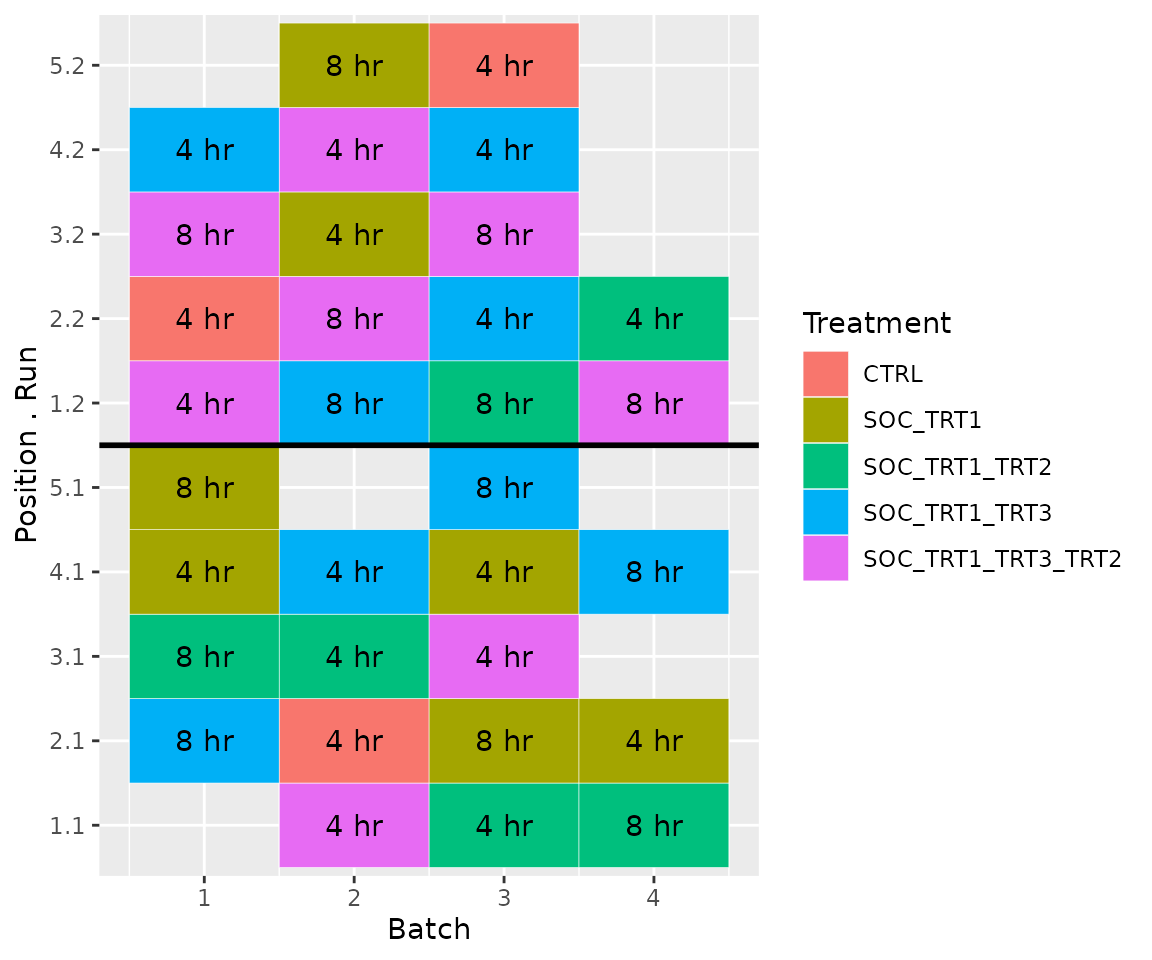 5.2 8 hr 4 hr
4.2 4 hr 4 hr 4 hr
3.2 8 hr 4 hr 8 hr
2.2 4 hr 8 hr 4 hr 4 hr
1.2 4 hr 8 hr 8 hr 8 hr
5.1 8 hr 8 hr
4.1 4 hr 4 hr 4 hr 8 hr
3.1 8 hr 4 hr 4 hr
2.1 8 hr 4 hr 8 hr 4 hr
1.1 4 hr 4 hr 8 hr
1 2 3 4
Batch
Position . Run
Treatment
CTRL
SOC_TRT1
SOC_TRT1_TRT2
SOC_TRT1_TRT3
SOC_TRT1_TRT3_TRT2